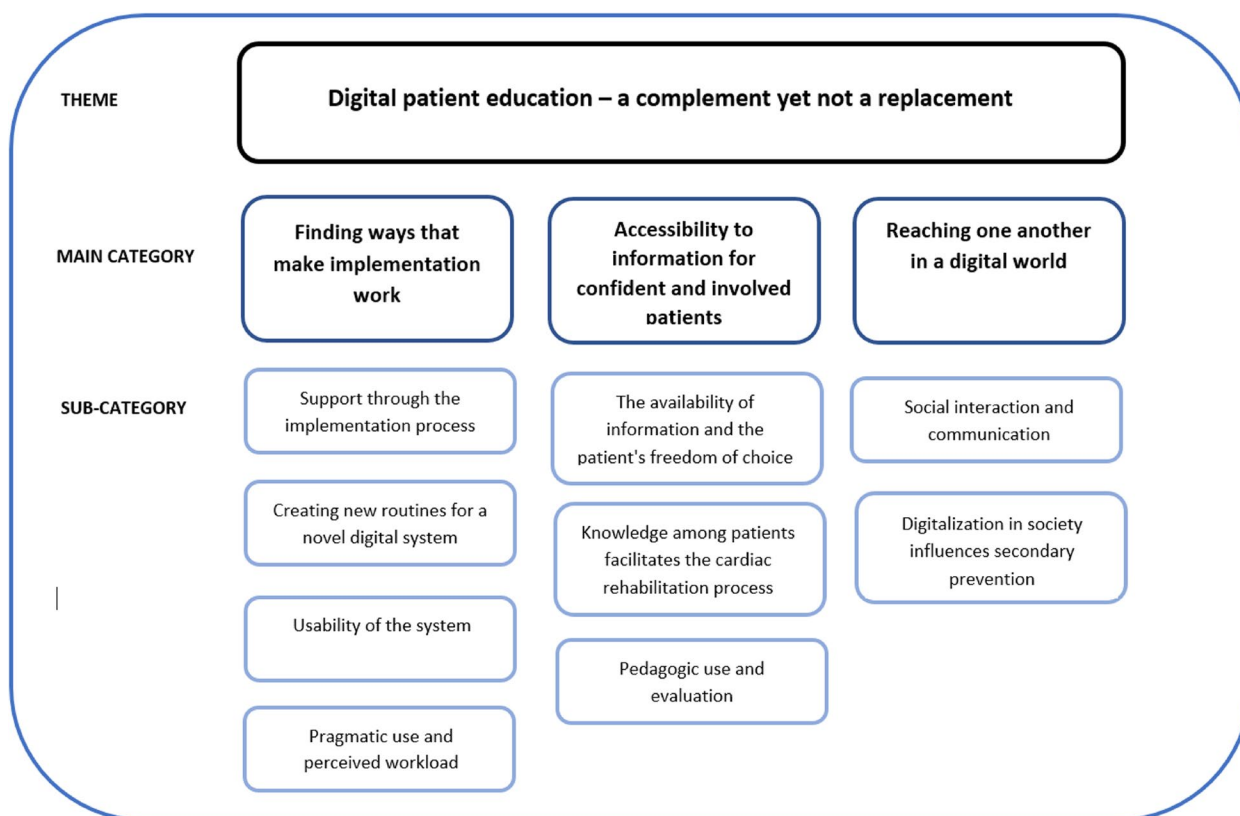 THEME
Digital patient education – a complement yet not a replacement
MAIN CATEGORY
Finding ways that
make implementation
work
Accessibility to
information for
confident and involved
patients
Reaching one another
in a digital world
SUB-CATEGORY
Support through the
implementation process
Creating new routines for a
novel digital system
Usability of the system
Pragmatic use and
perceived workload
The availability of
information and the
patient's freedom of choice
Knowledge among patients
facilitates the cardiac
rehabilitation process
Pedagogic use and
evaluation
Social interaction and
communication
Digitalization in society
influences secondary
prevention